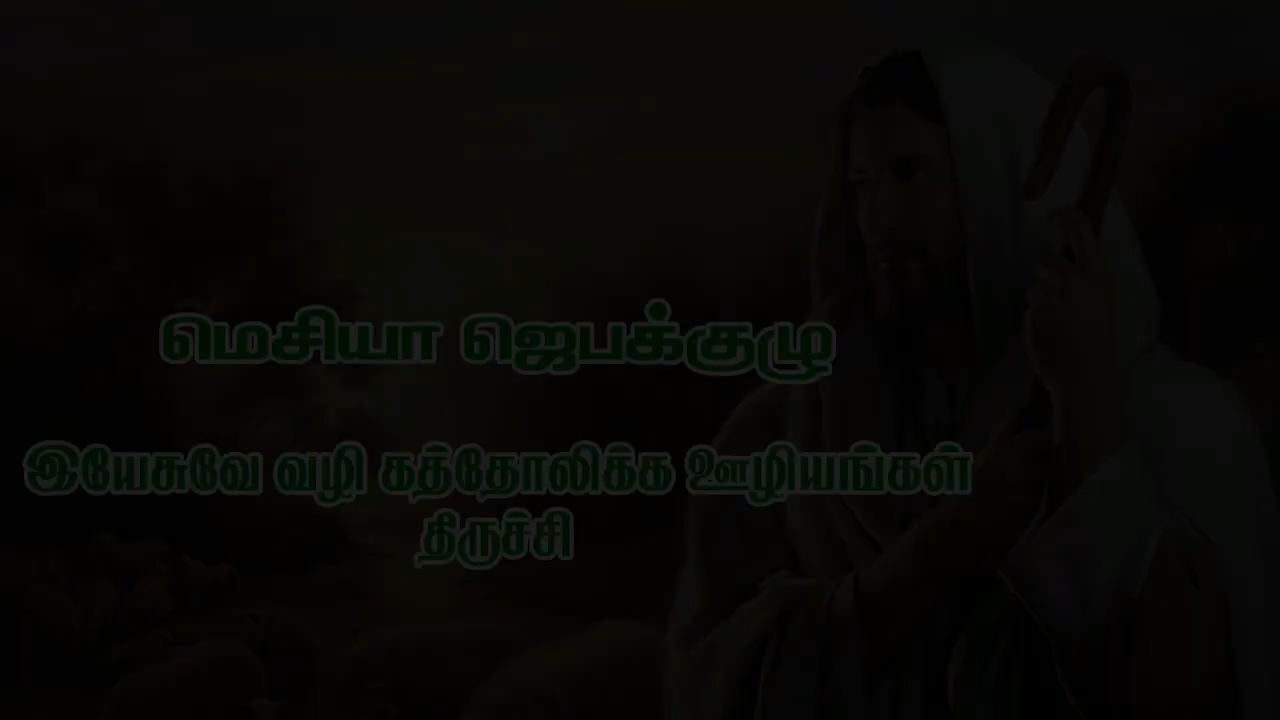 மெசியா ஜெபக்குழு
இயேசுவே வழி கத்தோலிக்க ஊழியங்கள்
திருச்சி